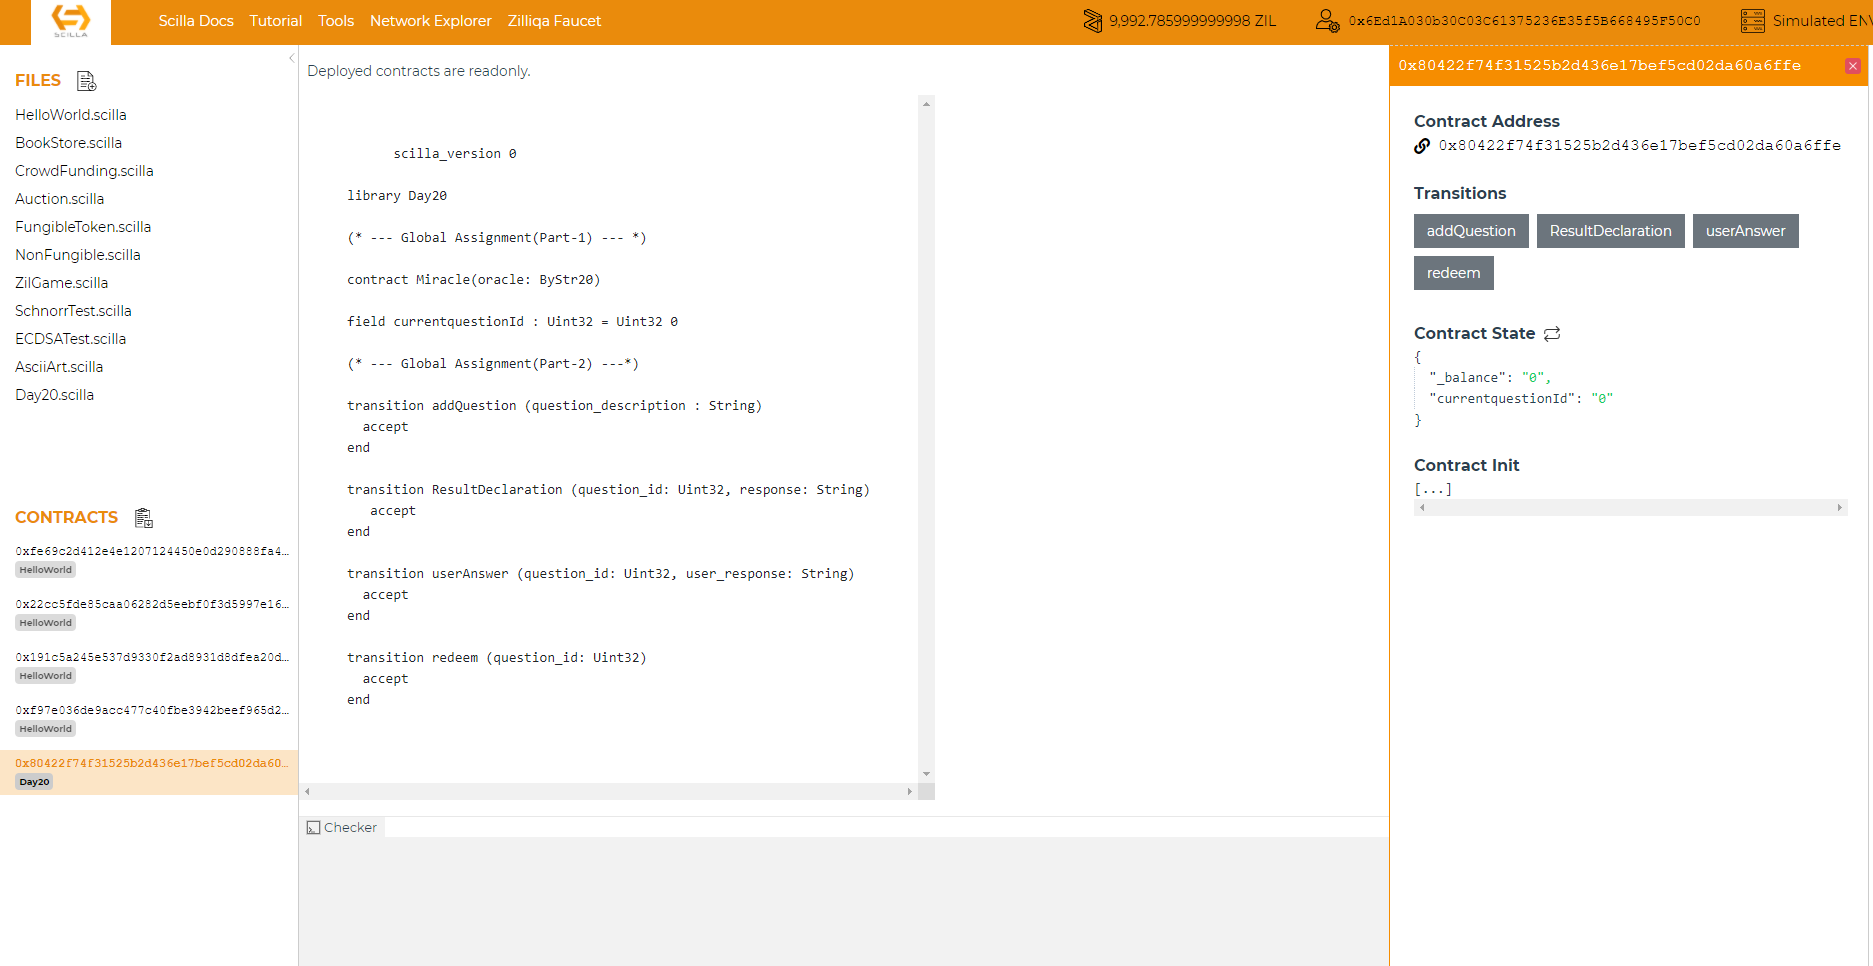 SCILLA
Scilla Docs Tutorial Tools Network Explorer Zilliqa Faucet
9,992.785999999998 ZIL
0x6Ed1A030b30C03C61375236E35f5B668495F50C0
Simulated ENV
FILES
HelloWorld.scilla
BookStore.scilla
CrowdFunding.scilla
Auction.scilla
FungibleToken.scilla
NonFungible.scilla
ZilGame.scilla
SchnorrTest.scilla
ECDSATest.scilla
AsciiArt.scilla
Day20.scilla
CONTRACTS
0xfe69c2d412e4e1207124450e0d290888fa4...
HelloWorld
0x22cc5fde85caa06282d5eebf0f3d5997e16...
HelloWorld
0x191c5a245e537d9330f2ad8931d8dfea20d...
HelloWorld
0xf97e036de9acc477c40fbe3942beef965d2...
HelloWorld
0x80422f74f31525b2d436e17bef5cd02da60...
Day20
Deployed contracts are readonly.
scilla_version 0
library Day20
(* --- Global Assignment(Part-1) --- *)
contract Miracle(oracle: ByStr20)
field currentquestionId : Uint32 = Uint32 0
(* --- Global Assignment(Part-2) ---*)
transition addQuestion (question_description : String)
accept
end
transition ResultDeclaration (question_id: Uint32, response: String)
accept
end
transition userAnswer (question_id: Uint32, user_response: String)
accept
end
transition redeem (question_id: Uint32)
accept
end
Checker
0x80422f74f31525b2d436e17bef5cd02da60a6ffe
Contract Address
0x80422f74f31525b2d436e17bef5cd02da60a6ffe
Transitions
addQuestion ResultDeclaration userAnswer
redeem
Contract State
{
"_balance": "0",
"currentquestionId": "0"
}
Contract Init
[...]